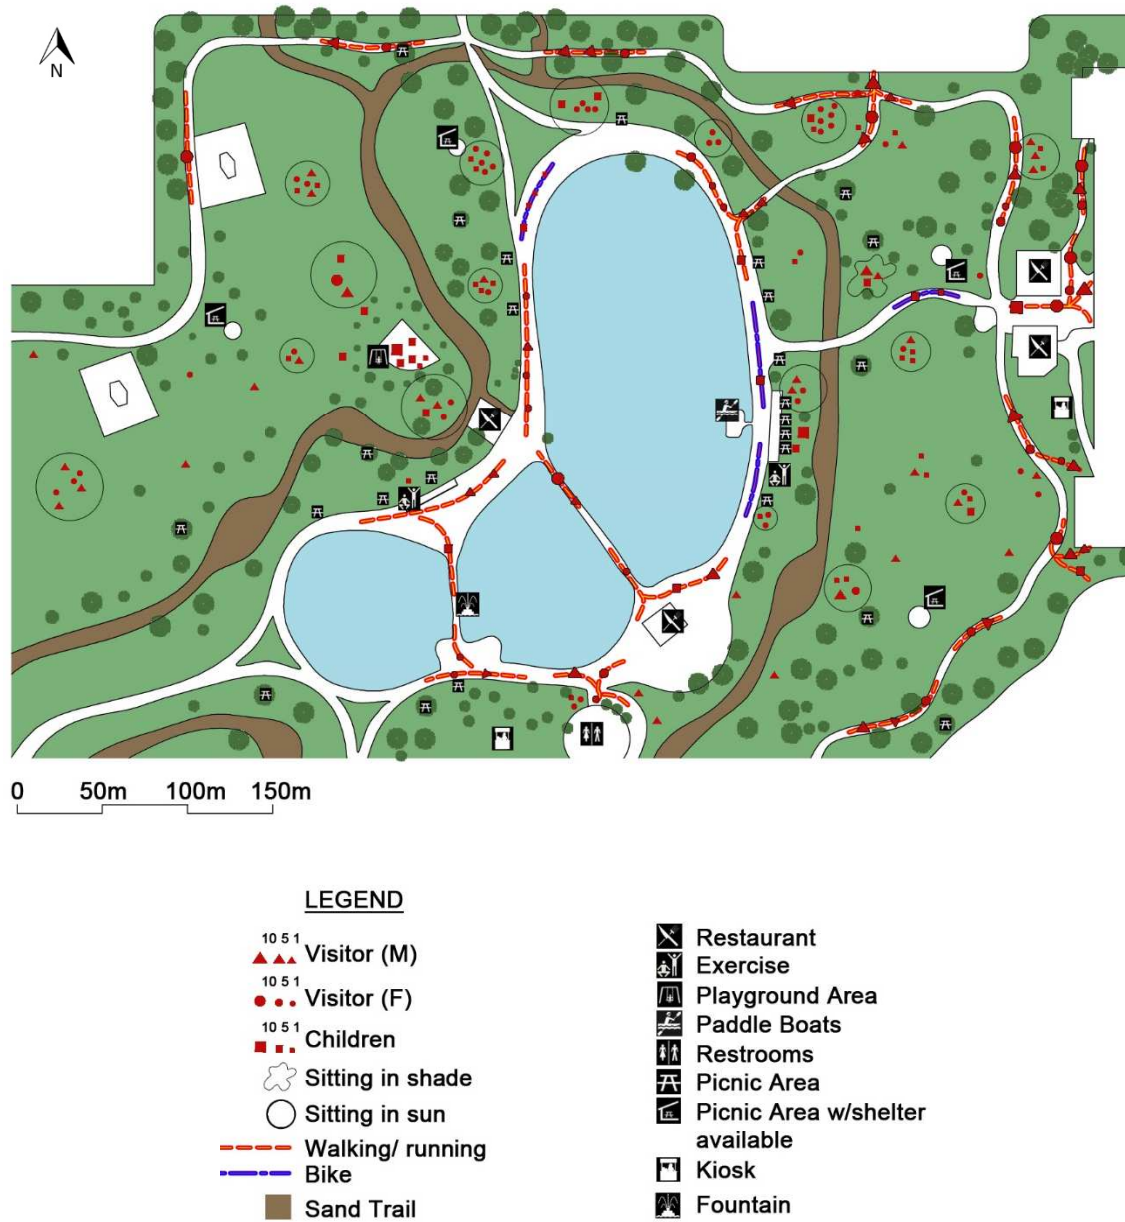 N
0 50m 100m 150m
LEGEND
10 5 1
Visitor (M)
10 5 1
Visitor (F)
10 5 1
Children
Sitting in shade
Sitting in sun
Walking/ running
Bike
Sand Trail
Restaurant
Exercise
Playground Area
Paddle Boats
Restrooms
Picnic Area
Picnic Area w/shelter
available
Kiosk
Fountain